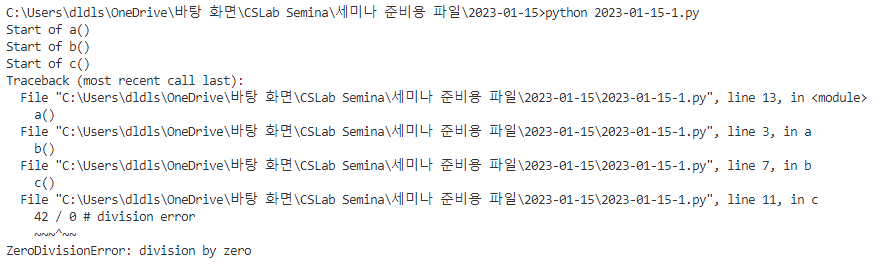 C:\Users\dldls\OneDrive\바탕 화면\CSLab Semina\세미나 준비용 파일\2023-01-15>python 2023-01-15-1.py
Start of a()
Start of b()
Start of c()
Traceback (most recent call last):
  File "C:\Users\dldls\OneDrive\바탕 화면\CSLab Semina\세미나 준비용 파일\2023-01-15\2023-01-15-1.py", line 13, in <module>
    a()
  File "C:\Users\dldls\OneDrive\바탕 화면\CSLab Semina\세미나 준비용 파일\2023-01-15\2023-01-15-1.py", line 3, in a
    b()
  File "C:\Users\dldls\OneDrive\바탕 화면\CSLab Semina\세미나 준비용 파일\2023-01-15\2023-01-15-1.py", line 7, in b
    c()
  File "C:\Users\dldls\OneDrive\바탕 화면\CSLab Semina\세미나 준비용 파일\2023-01-15\2023-01-15-1.py", line 11, in c
    42 / 0 # division error
    ~~~^~~
ZeroDivisionError: division by zero